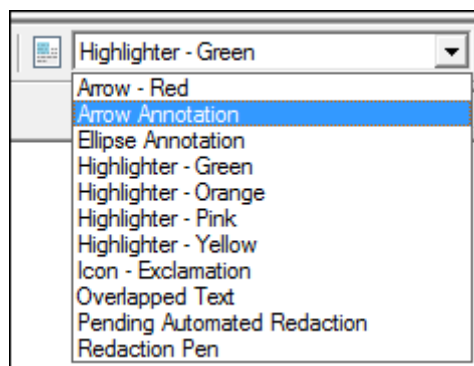 Highlighter - Green
Arrow - Red
Arrow Annotation
Ellipse Annotation
Highlighter - Green
Highlighter - Orange
Highlighter - Pink
Highlighter - Yellow
Icon - Exclamation
Overlapped Text
Pending Automated Redaction
Redaction Pen